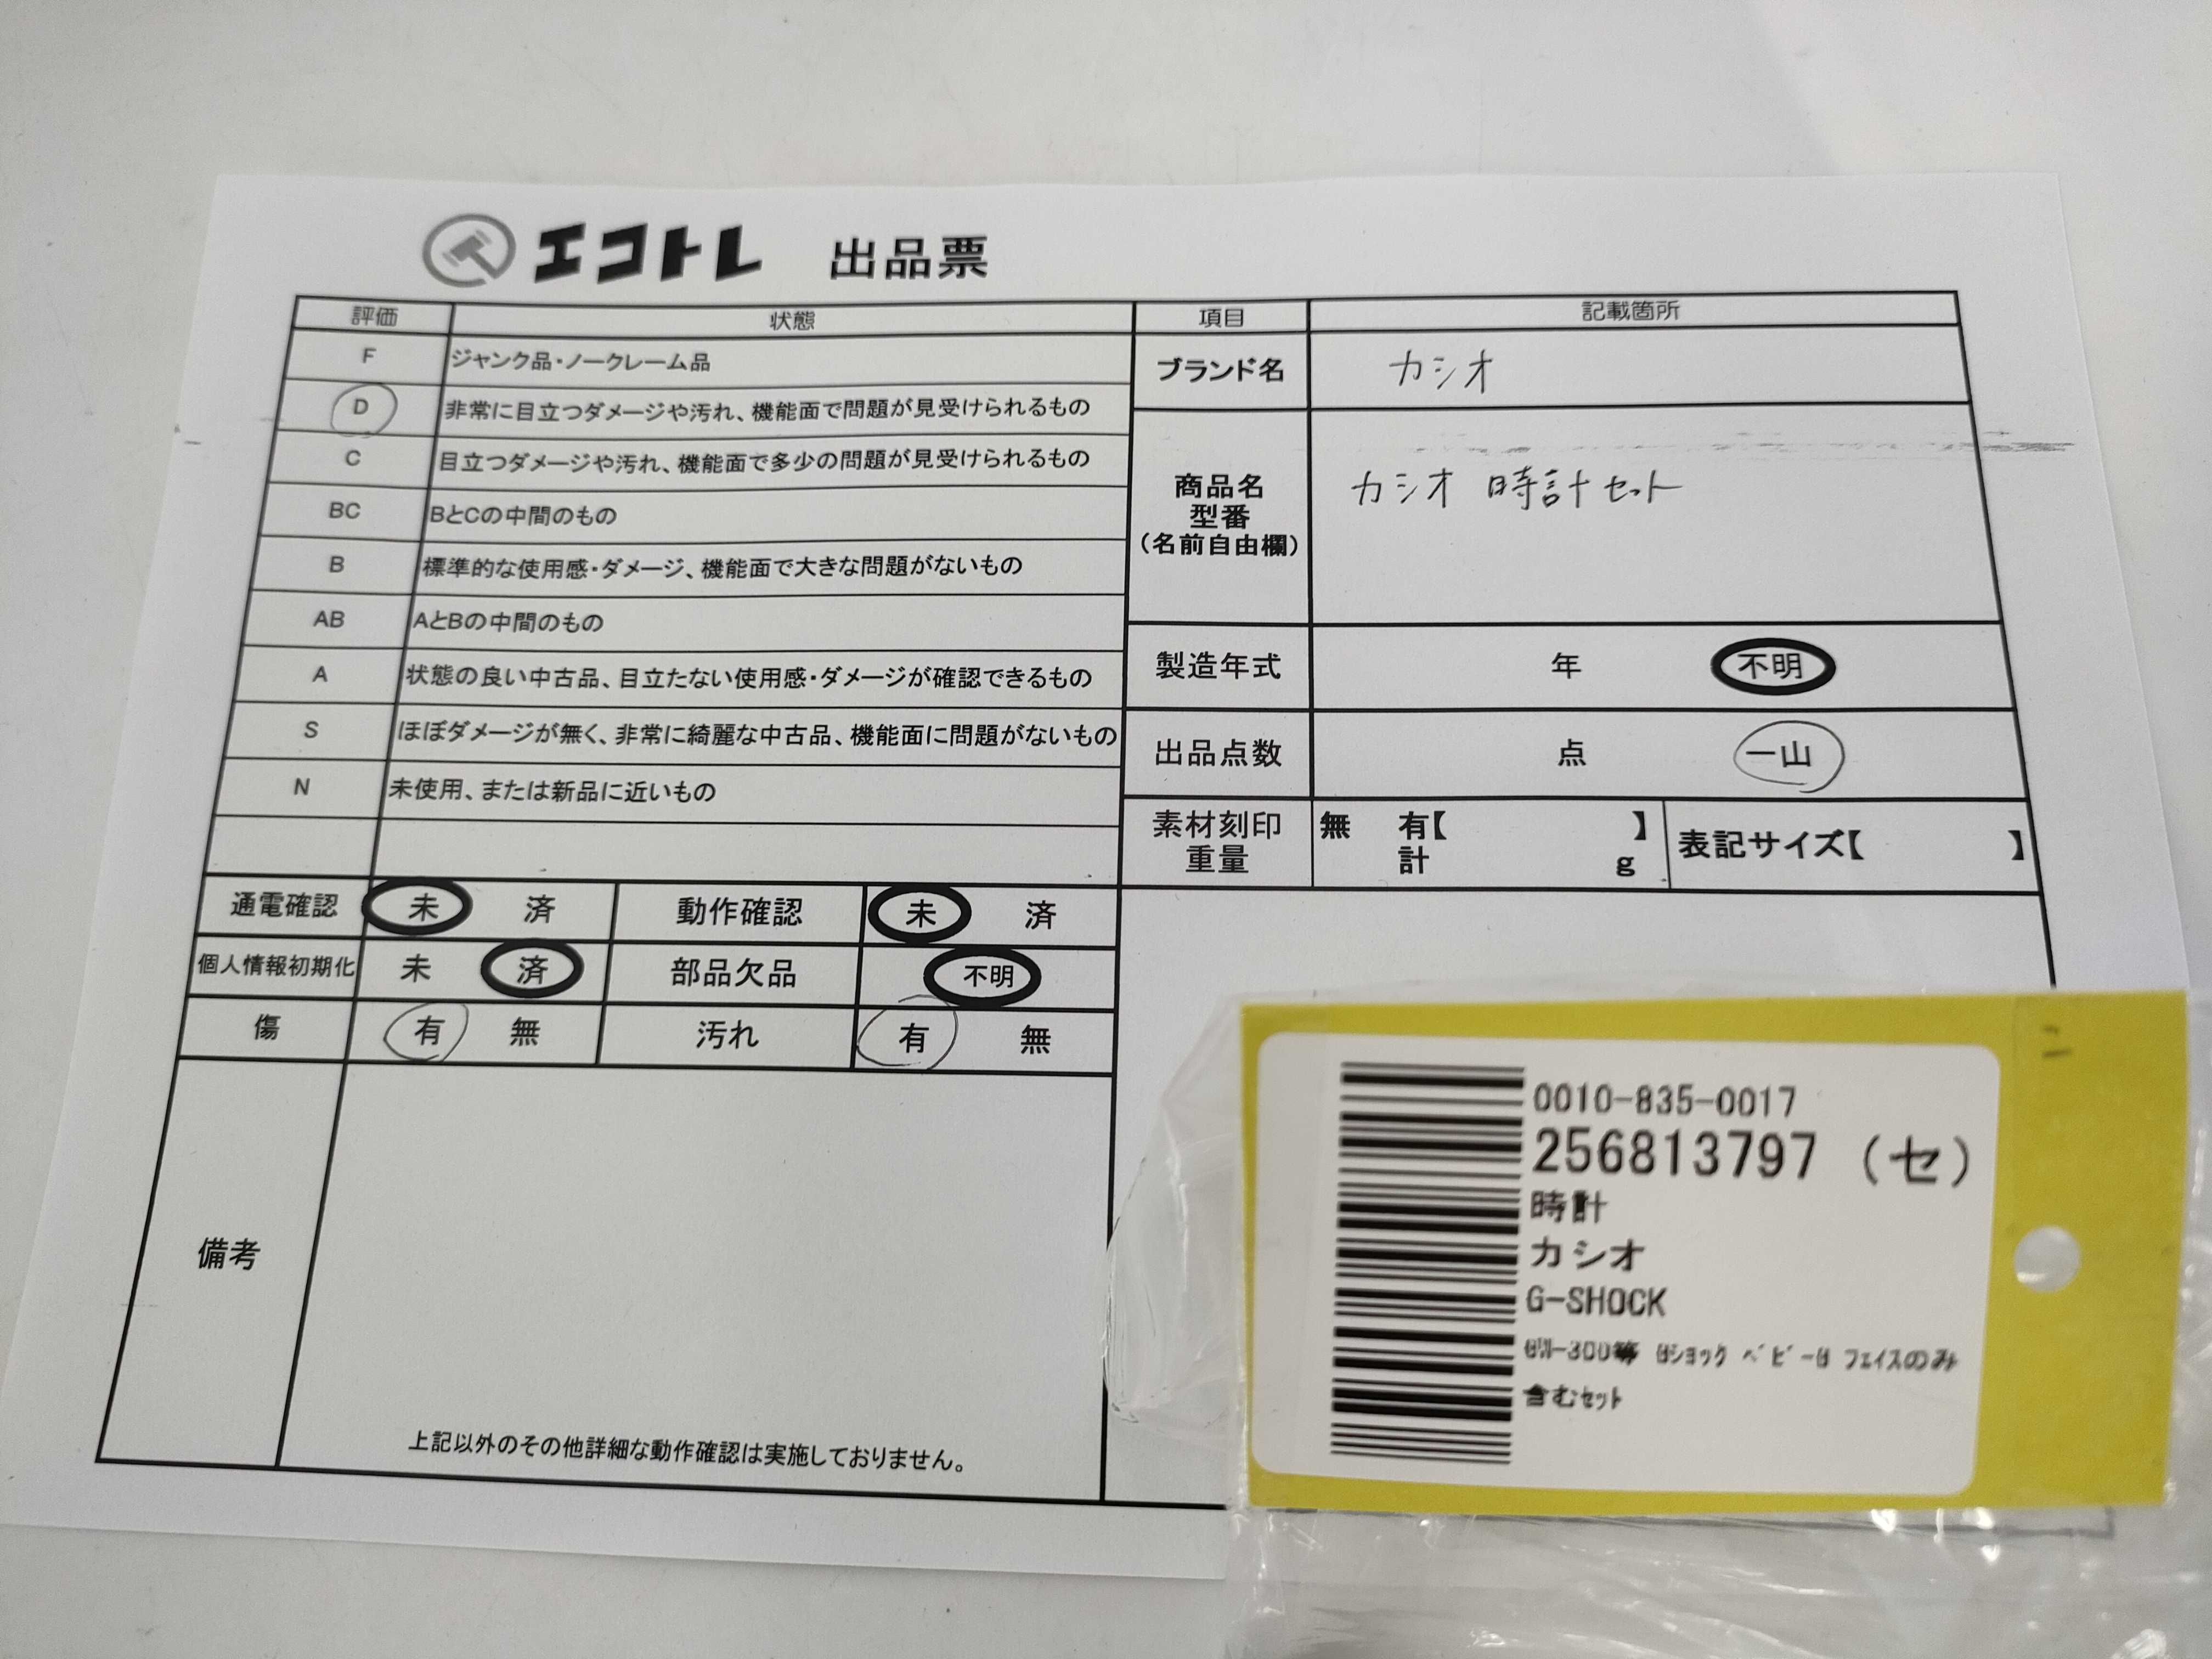 エコトレ 出品票
評価 状態
F ジャンク品・ノークレーム品
D 非常に目立つダメージや汚れ、機能面で問題が見受けられるもの
C 目立つダメージや汚れ、機能面で多少の問題が見受けられるもの
BC BとCの中間のもの
B 標準的な使用感・ダメージ、機能面で大きな問題がないもの
AB AとBの中間のもの
A 状態の良い中古品、目立たない使用感・ダメージが確認できるもの
S ほぼダメージが無く、非常に綺麗な中古品、機能面に問題がないもの
N 未使用、または新品に近いもの
項目 記載箇所
ブランド名 カシオ
商品名
型番
（名前自由欄）
カシオ 時計セット
製造年式 年 不明
出品点数 点 一山
素材刻印
重量
無 有【 】
計 g
表記サイズ【 】
通電確認 未 済 動作確認 未 済
個人情報初期化 未 済 部品欠品 不明
傷 有 無 汚れ 有 無
備考
上記以外のその他詳細な動作確認は実施しておりません。
0010-835-0017
256813797 (セ)
時計
カシオ
G-SHOCK
GW-300等 Gショック ベビーG フェイスのみ
含むセット